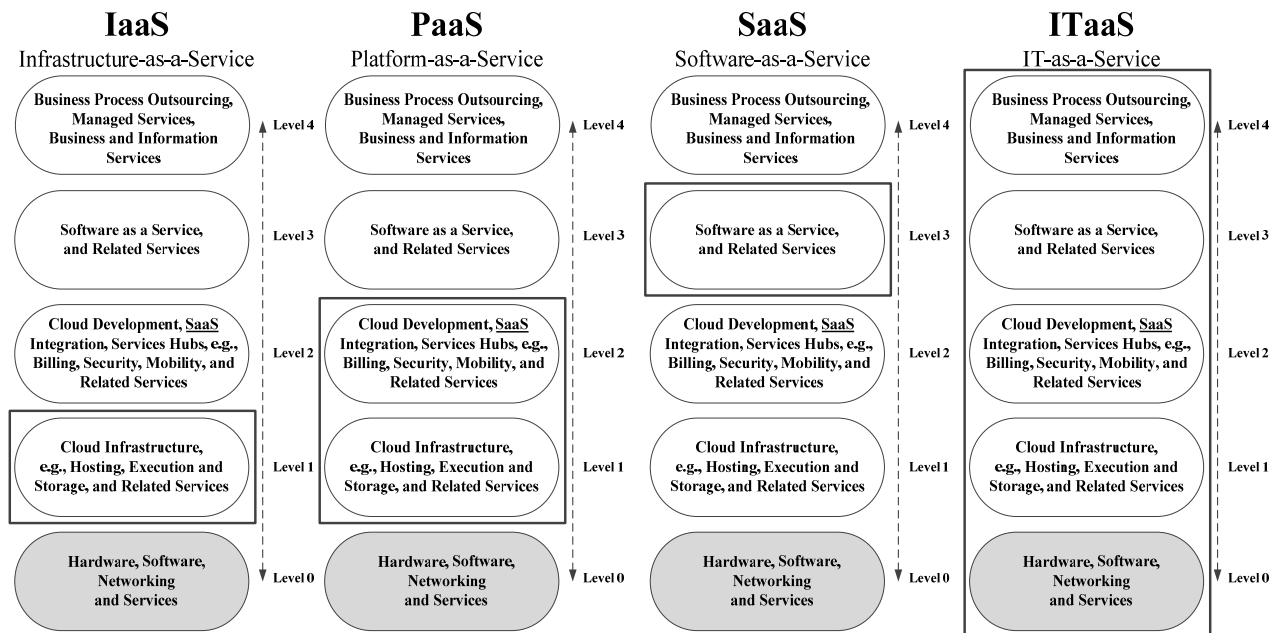 IaaS
Infrastructure-as-a-Service
Business Process Outsourcing,
Managed Services,
Business and Information
Services
Level 4
Software as a Service,
and Related Services
Level 3
Cloud Development, SaaS
Integration, Services Hubs, e.g.,
Billing, Security, Mobility, and
Related Services
Level 2
Cloud Infrastructure,
e.g., Hosting, Execution and
Storage, and Related Services
Level 1
Hardware, Software,
Networking
and Services
Level 0
PaaS
Platform-as-a-Service
Business Process Outsourcing,
Managed Services,
Business and Information
Services
Level 4
Software as a Service,
and Related Services
Level 3
Cloud Development, SaaS
Integration, Services Hubs, e.g.,
Billing, Security, Mobility, and
Related Services
Level 2
Cloud Infrastructure,
e.g., Hosting, Execution and
Storage, and Related Services
Level 1
Hardware, Software,
Networking
and Services
Level 0
SaaS
Software-as-a-Service
Business Process Outsourcing,
Managed Services,
Business and Information
Services
Level 4
Software as a Service,
and Related Services
Level 3
Cloud Development, SaaS
Integration, Services Hubs, e.g.,
Billing, Security, Mobility, and
Related Services
Level 2
Cloud Infrastructure,
e.g., Hosting, Execution and
Storage, and Related Services
Level 1
Hardware, Software,
Networking
and Services
Level 0
ITaaS
IT-as-a-Service
Business Process Outsourcing,
Managed Services,
Business and Information
Services
Level 4
Software as a Service,
and Related Services
Level 3
Cloud Development, SaaS
Integration, Services Hubs, e.g.,
Billing, Security, Mobility, and
Related Services
Level 2
Cloud Infrastructure,
e.g., Hosting, Execution and
Storage, and Related Services
Level 1
Hardware, Software,
Networking
and Services
Level 0